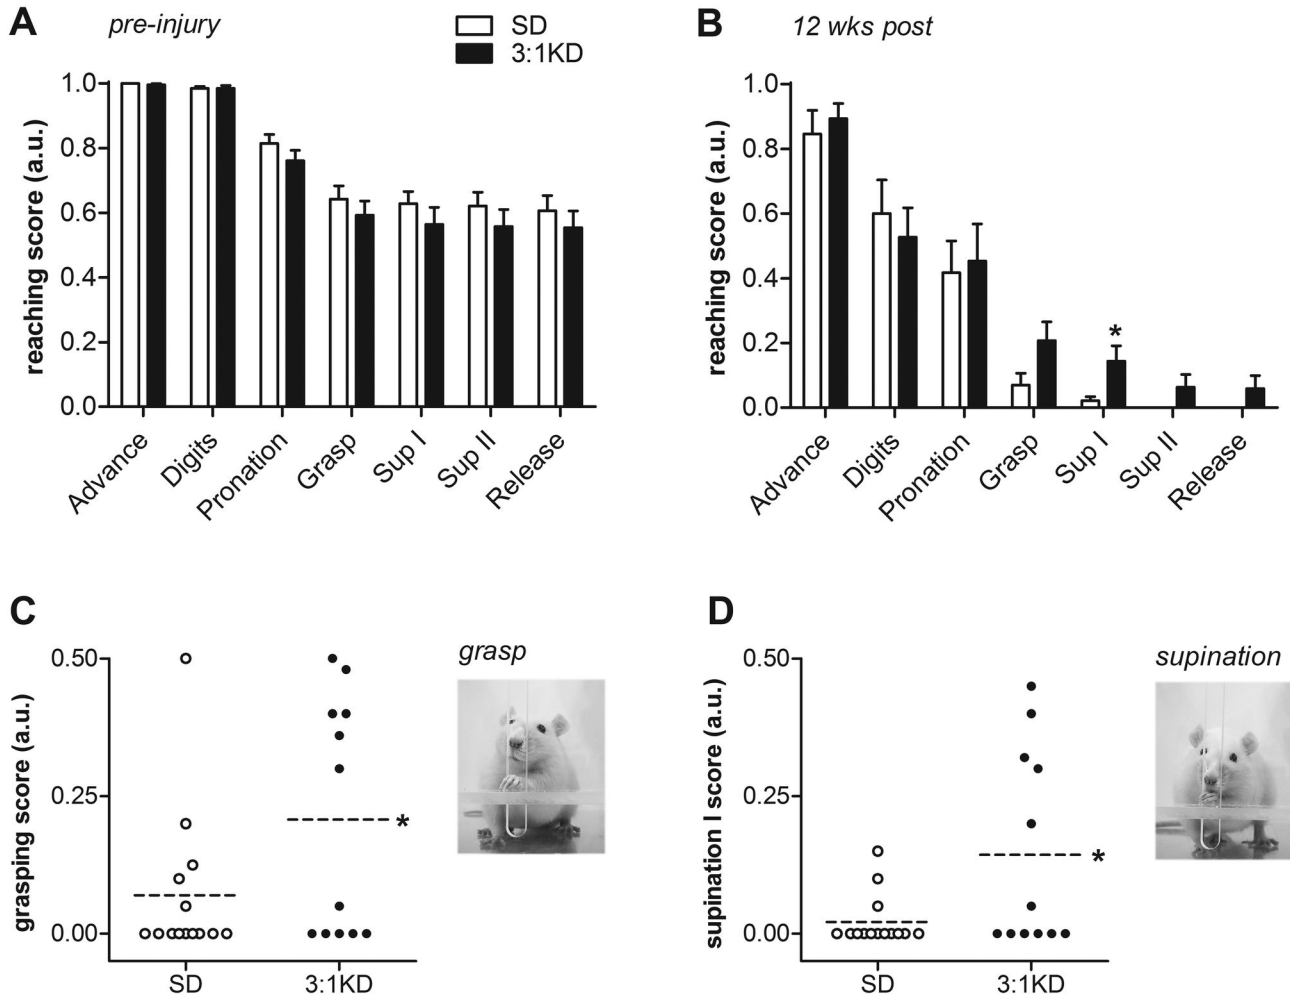 A pre-injury
SD
3:1KD
reaching score (a.u.)
1.0
0.8
0.6
0.4
0.2
0.0
Advance
Digits
Pronation
Grasp
Sup I
Sup II
Release
B 12 wks post
reaching score (a.u.)
1.0
0.8
0.6
0.4
0.2
0.0
*
Advance
Digits
Pronation
Grasp
Sup I
Sup II
Release
C
grasping score (a.u.)
0.50
0.25
0.00
*
SD
3:1KD
grasp
D
supination I score (a.u.)
0.50
0.25
0.00
*
SD
3:1KD
supination